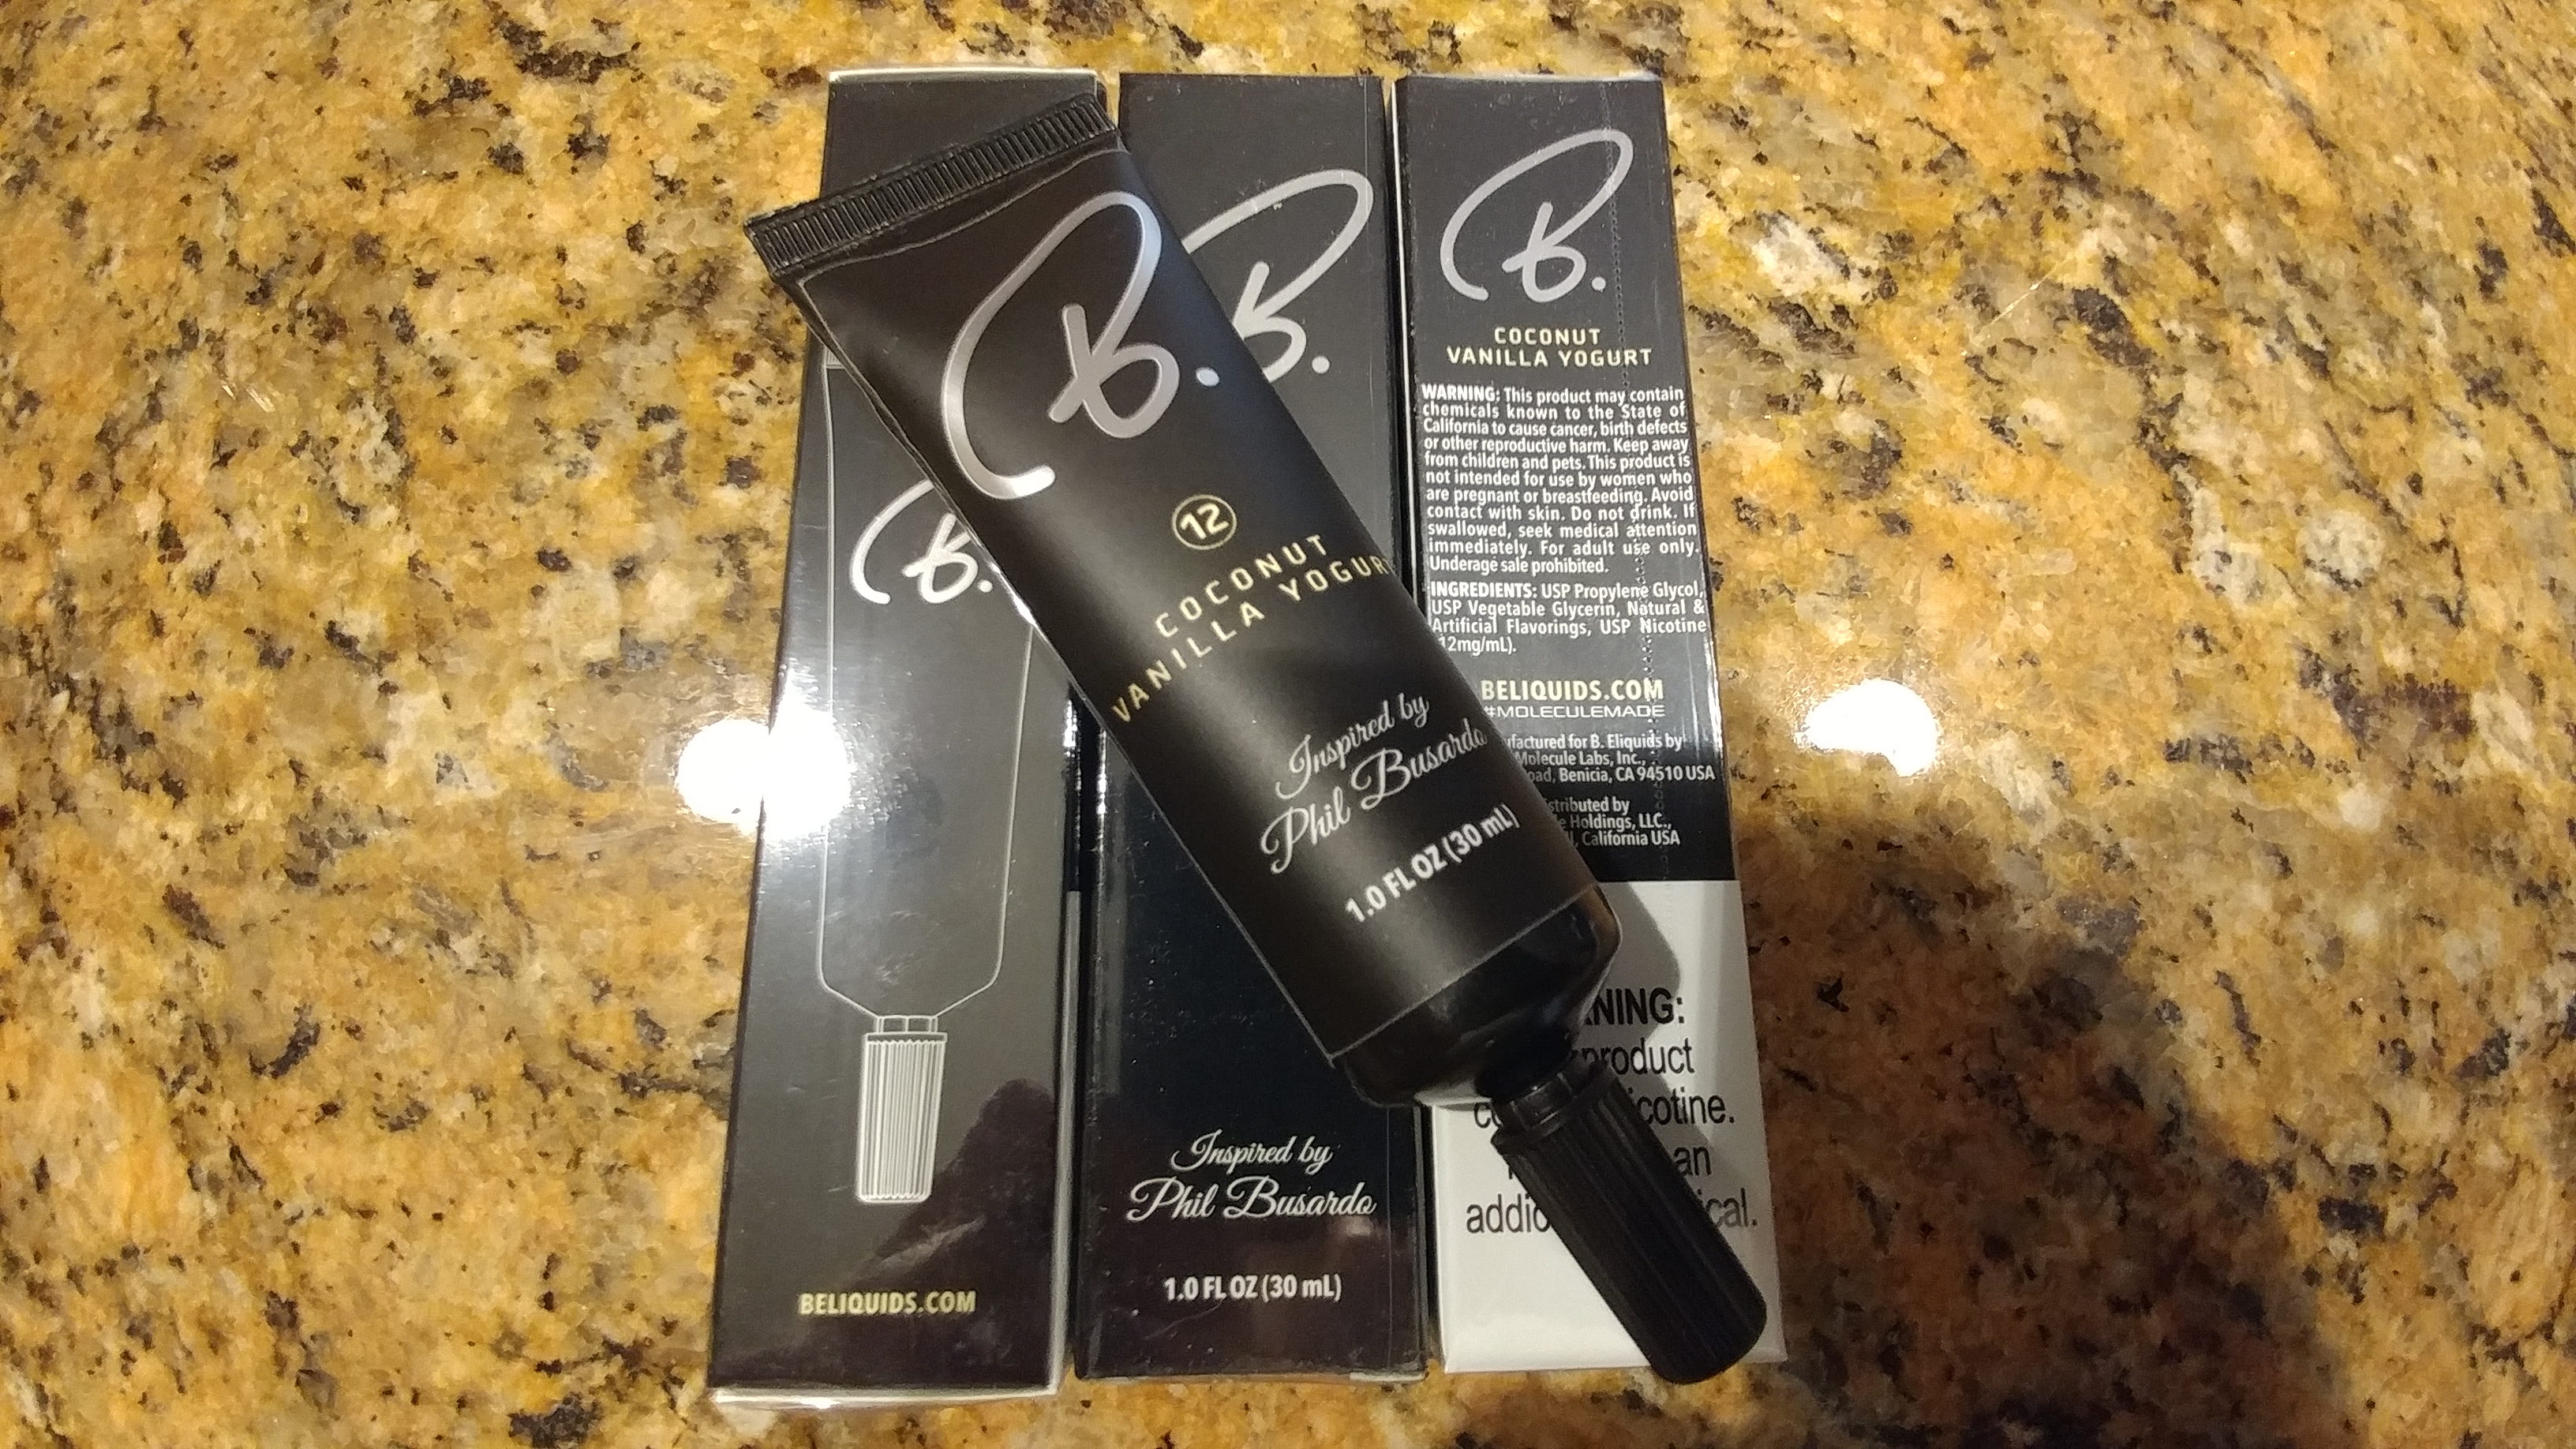 B.
BELIQUIDS.COM
B.
Inspired by
Phil Busardo
1.0 FL OZ (30 mL)
B.
12
COCONUT
VANILLA YOGURT
Inspired by
Phil Busardo
1.0 FL OZ (30 mL)
B.
COCONUT
VANILLA YOGURT
WARNING: This product may contain
chemicals known to the State of
California to cause cancer, birth defects
or other reproductive harm. Keep away
from children and pets. This product is
not intended for use by women who
are pregnant or breastfeeding. Avoid
contact with skin. Do not drink. If
swallowed, seek medical attention
immediately. For adult use only.
Underage sale prohibited.
INGREDIENTS: USP Propylene Glycol,
USP Vegetable Glycerin, Natural &
Artificial Flavorings, USP Nicotine
12mg/mL).
BELIQUIDS.COM
#MOLECULEMADE
for B. Eliquids by
Molecule Labs, Inc.,
Benicia, CA 94510 USA
by
Holdings, LLC.,
California USA
product
an